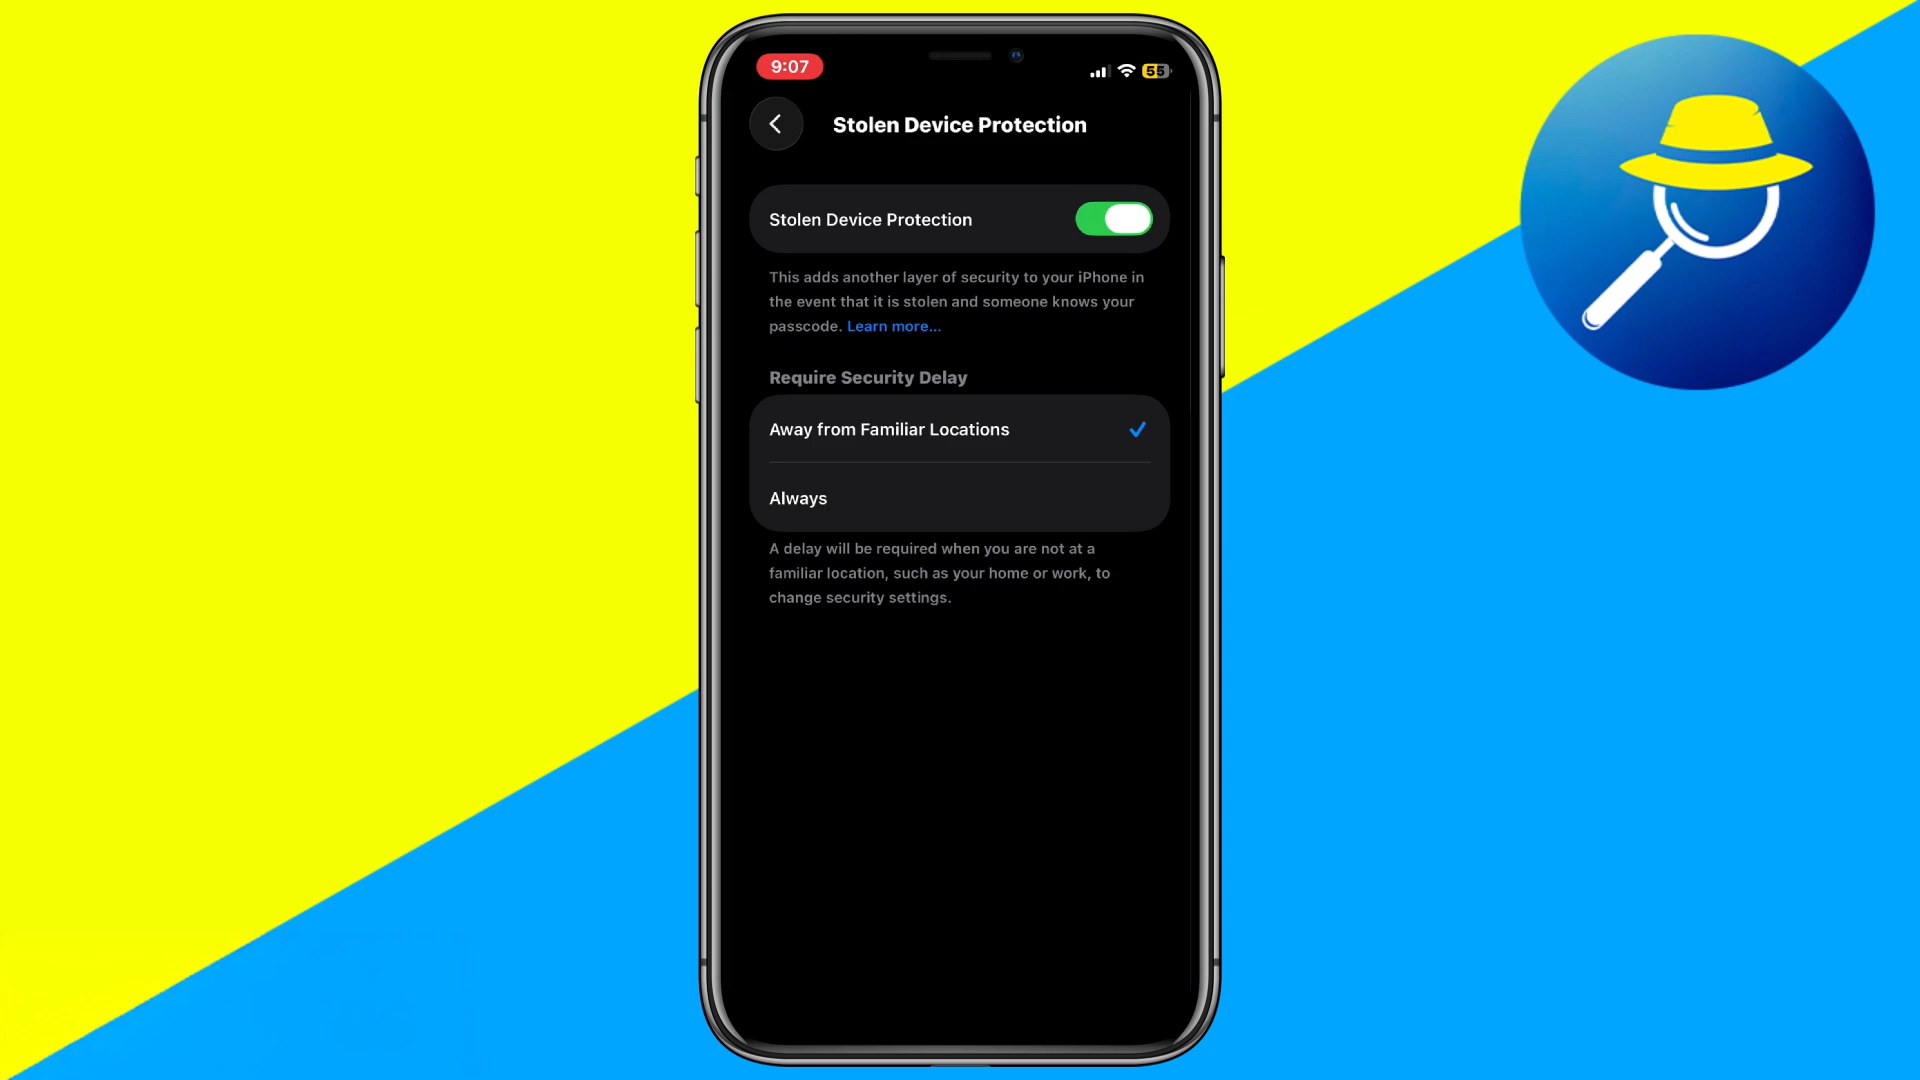 9:07
55
Stolen Device Protection
Stolen Device Protection
This adds another layer of security to your iPhone in
the event that it is stolen and someone knows your
passcode. Learn more...
Require Security Delay
Away from Familiar Locations
Always
A delay will be required when you are not at a
familiar location, such as your home or work, to
change security settings.